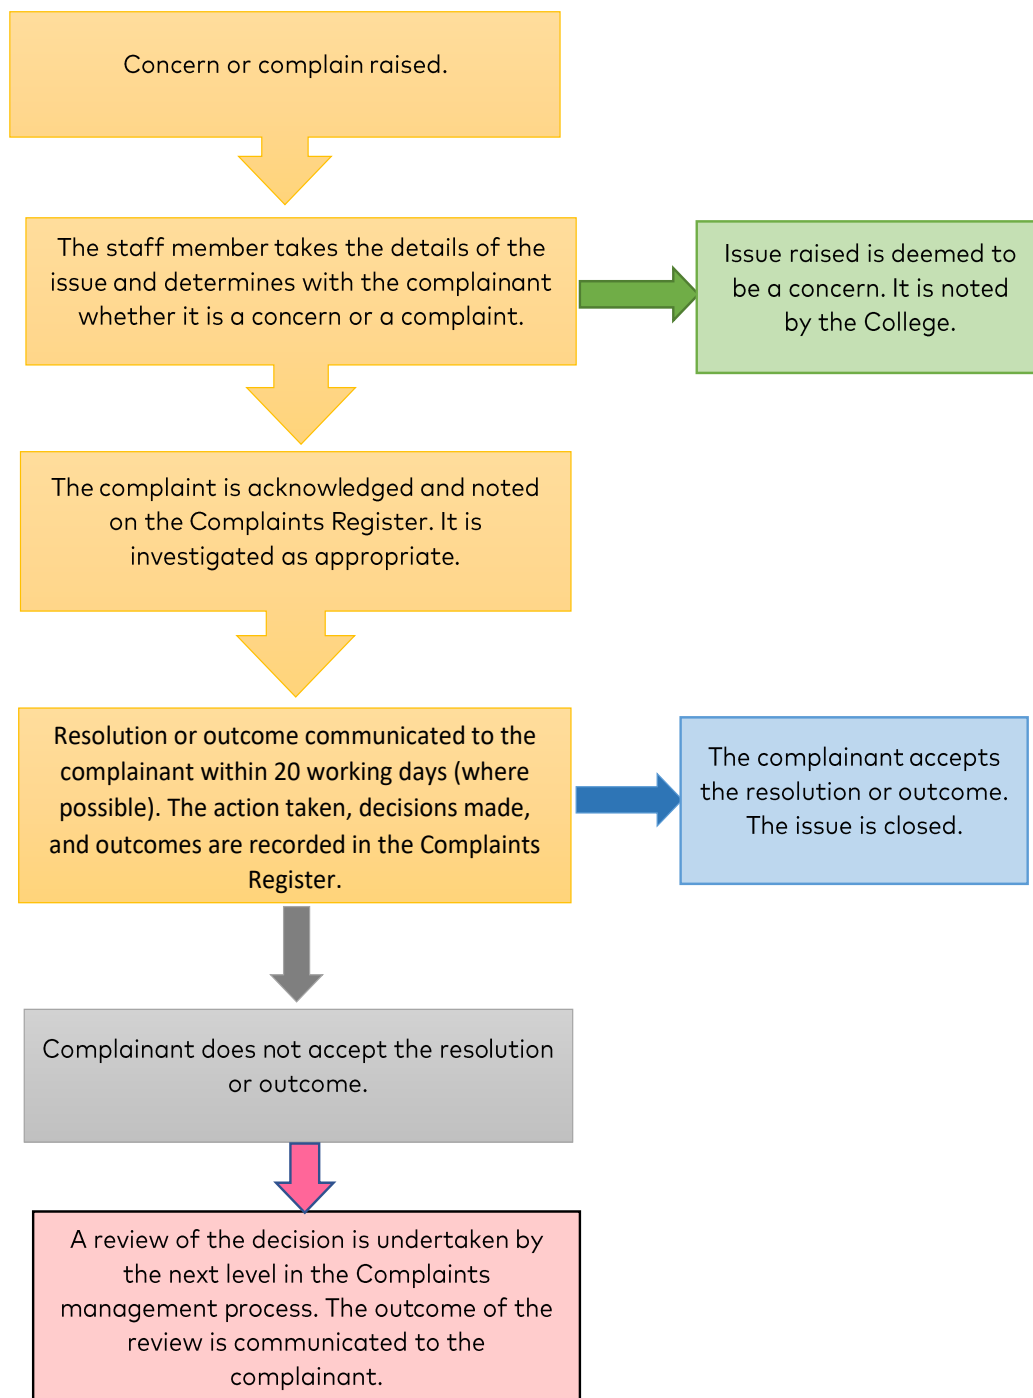 Concern or complain raised.
The staff member takes the details of the
issue and determines with the complainant
whether it is a concern or a complaint.
Issue raised is deemed to
be a concern. It is noted
by the College.
The complaint is acknowledged and noted
on the Complaints Register. It is
investigated as appropriate.
Resolution or outcome communicated to the
complainant within 20 working days (where
possible). The action taken, decisions made,
and outcomes are recorded in the Complaints
Register.
The complainant accepts
the resolution or outcome.
The issue is closed.
Complainant does not accept the resolution
or outcome.
A review of the decision is undertaken by
the next level in the Complaints
management process. The outcome of the
review is communicated to the
complainant.